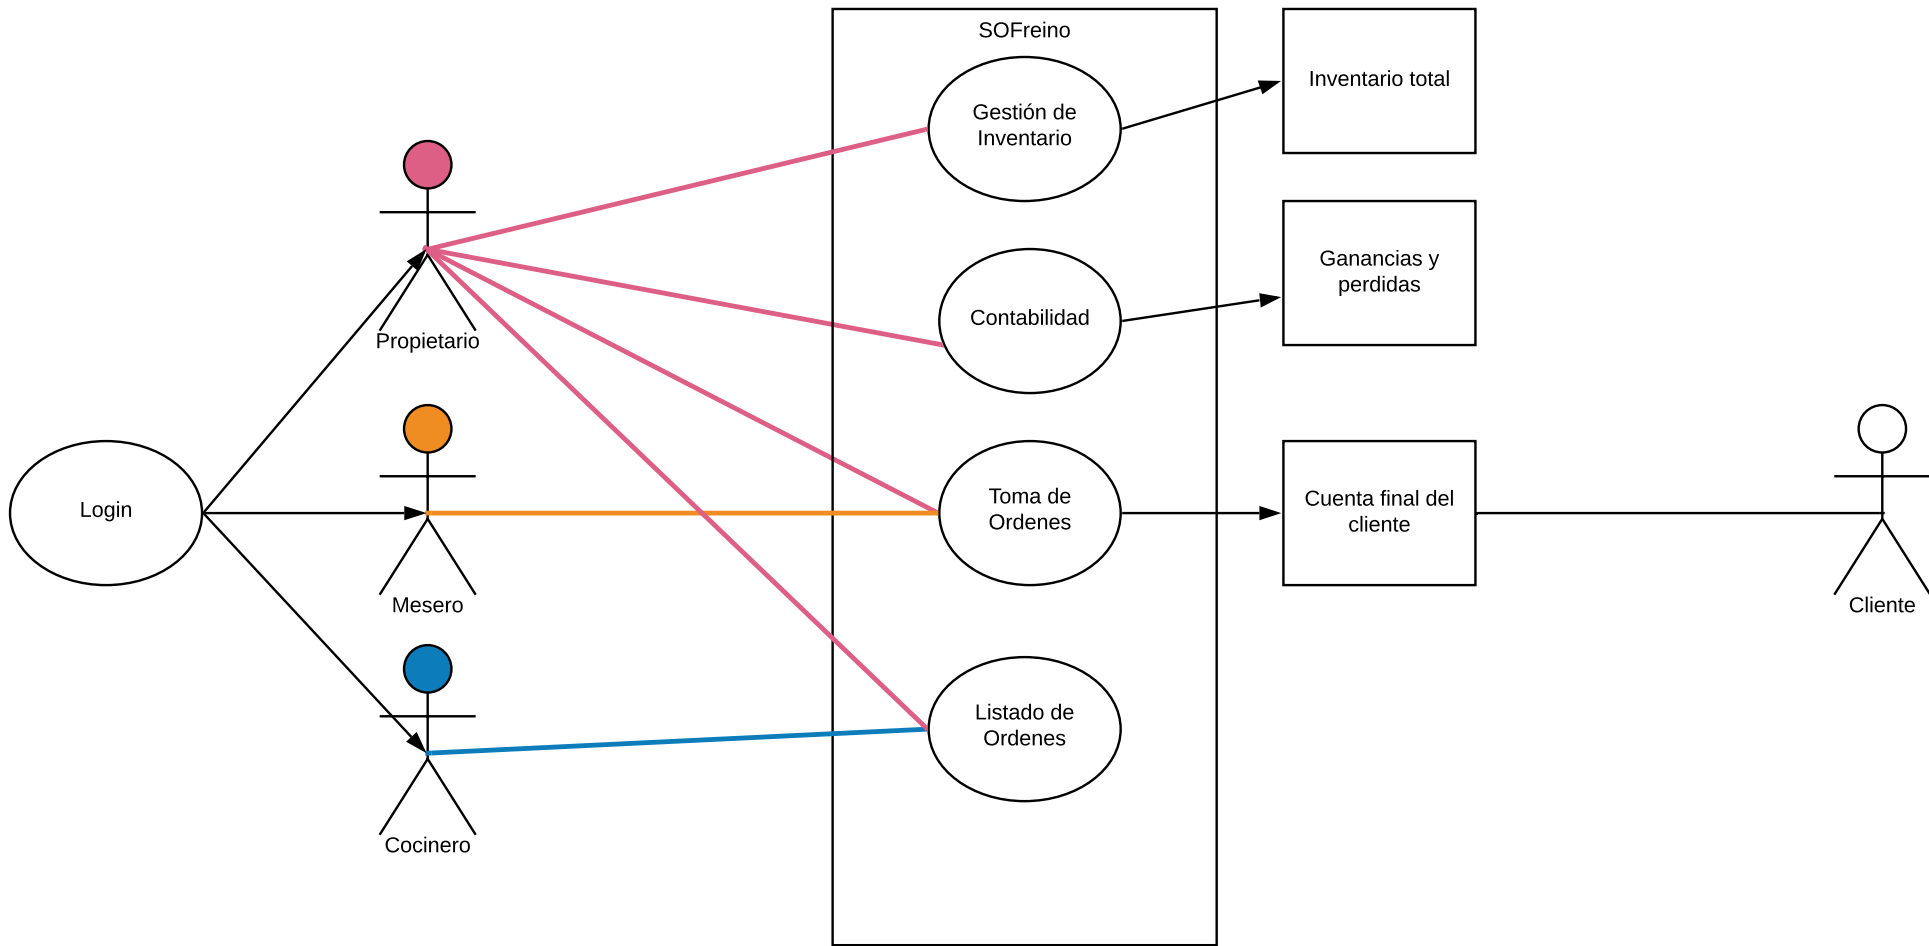 SOFreino
Gestión de
Inventario
Inventario total
Contabilidad
Ganancias y
perdidas
Propietario
Login
Toma de
Ordenes
Cuenta final del
cliente
Mesero
Cliente
Listado de
Ordenes
Cocinero